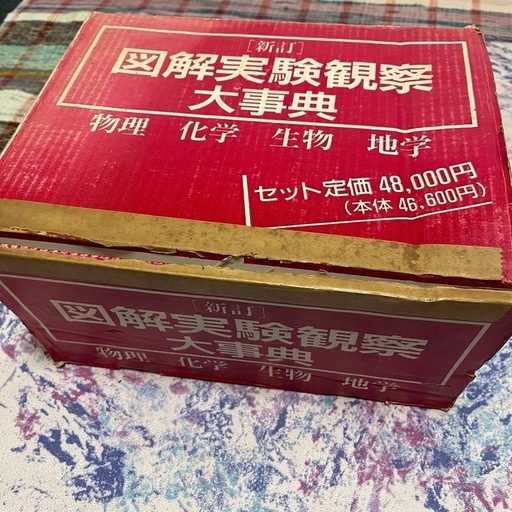 [新訂]
図解実験観察
大事典
物理 化学 生物 地学
セット定価 48,000円
(本体 46,600円)
[新訂]
図解実験観察
大事典
物理 化学 生物 地学